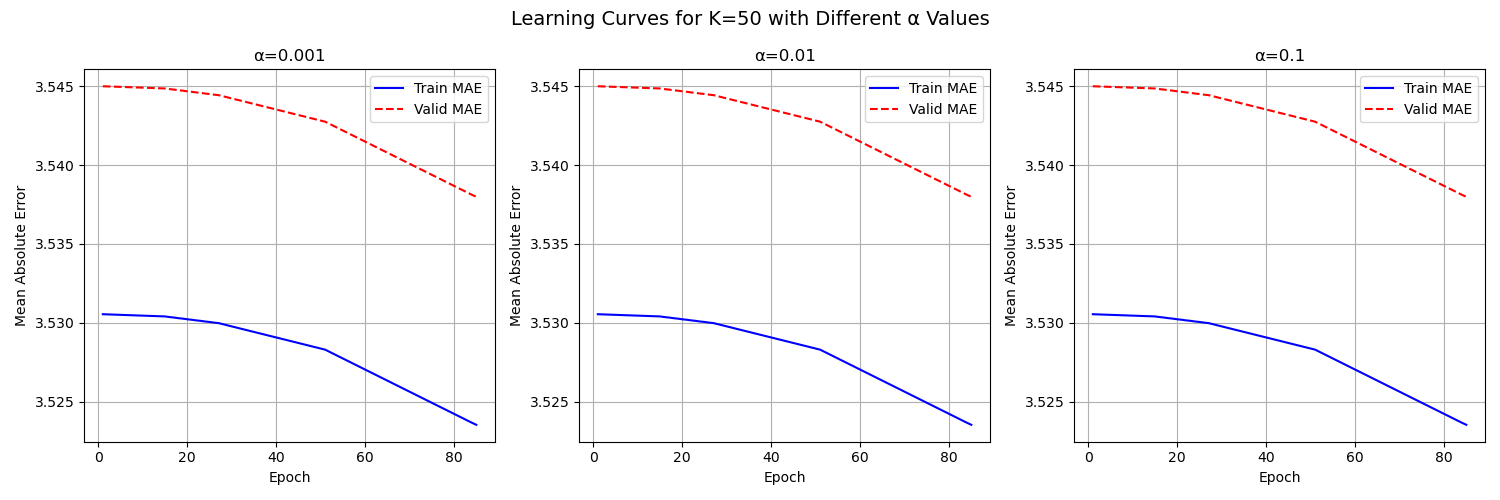 Learning Curves for K=50 with Different α Values
α=0.001
Train MAE
Valid MAE
3.545
3.540
3.535
3.530
3.525
Mean Absolute Error
0
20
40
60
80
Epoch
α=0.01
Train MAE
Valid MAE
3.545
3.540
3.535
3.530
3.525
Mean Absolute Error
0
20
40
60
80
Epoch
α=0.1
Train MAE
Valid MAE
3.545
3.540
3.535
3.530
3.525
Mean Absolute Error
0
20
40
60
80
Epoch